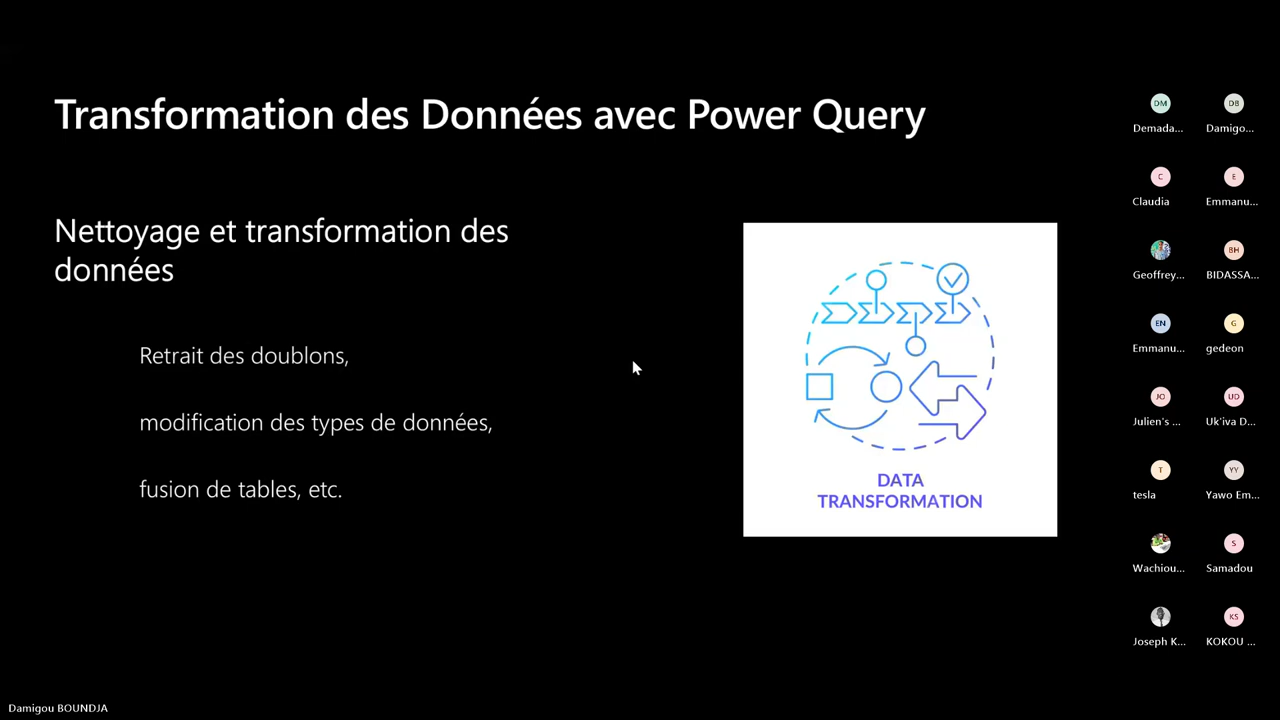 Transformation des Données avec Power Query
Nettoyage et transformation des
données
Retrait des doublons,
modification des types de données,
fusion de tables, etc.
DATA
TRANSFORMATION
DM
DB
Demada...
Damigo...
C
E
Claudia
Emmanu...
BH
Geoffrey...
BIDASSA...
EN
G
Emmanu...
gedeon
JO
UD
Julien's ...
Uk'iva D...
T
YY
tesla
Yawo Em...
S
Wachiou...
Samadou
KS
Joseph K...
KOKOU ...
Damigou BOUNDJA